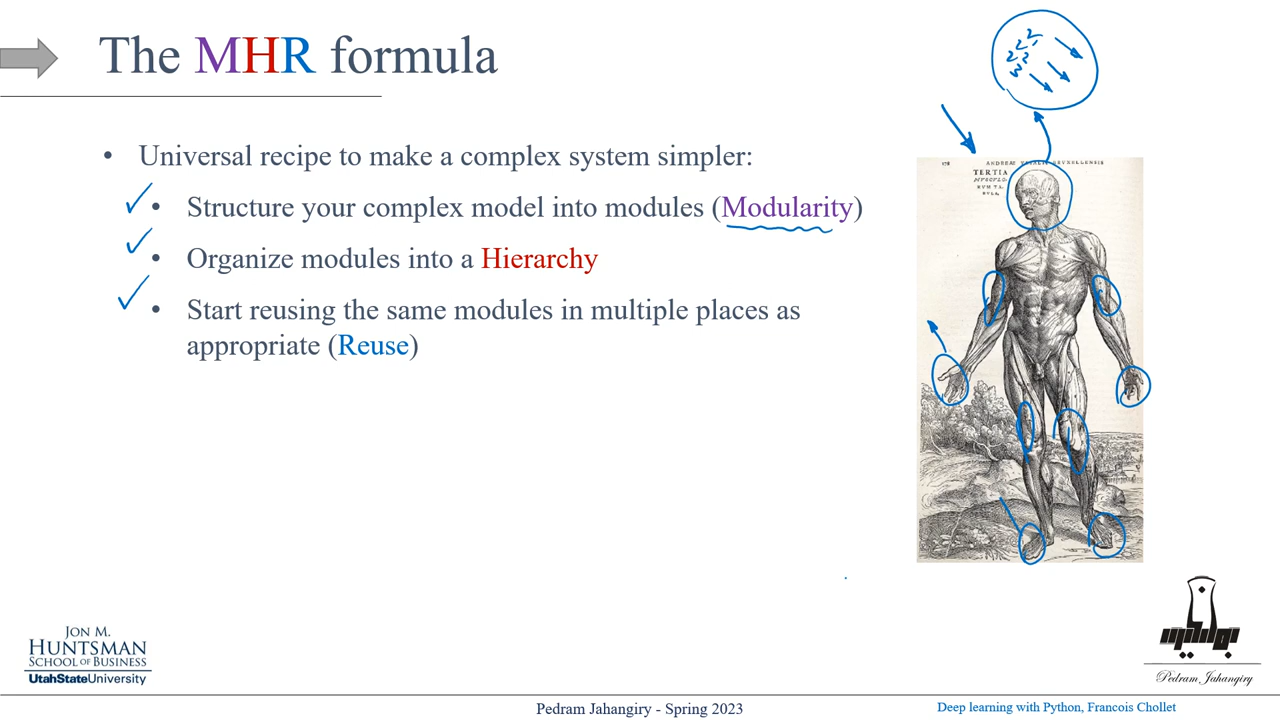 The MHR formula
• Universal recipe to make a complex system simpler:
• Structure your complex model into modules (Modularity)
• Organize modules into a Hierarchy
• Start reusing the same modules in multiple places as
appropriate (Reuse)
178
TERTIA
JON M.
HUNTSMAN
SCHOOL OF BUSINESS
UtahStateUniversity
Pedram Jahangiry
Pedram Jahangiry - Spring 2023
Deep learning with Python, Francois Chollet